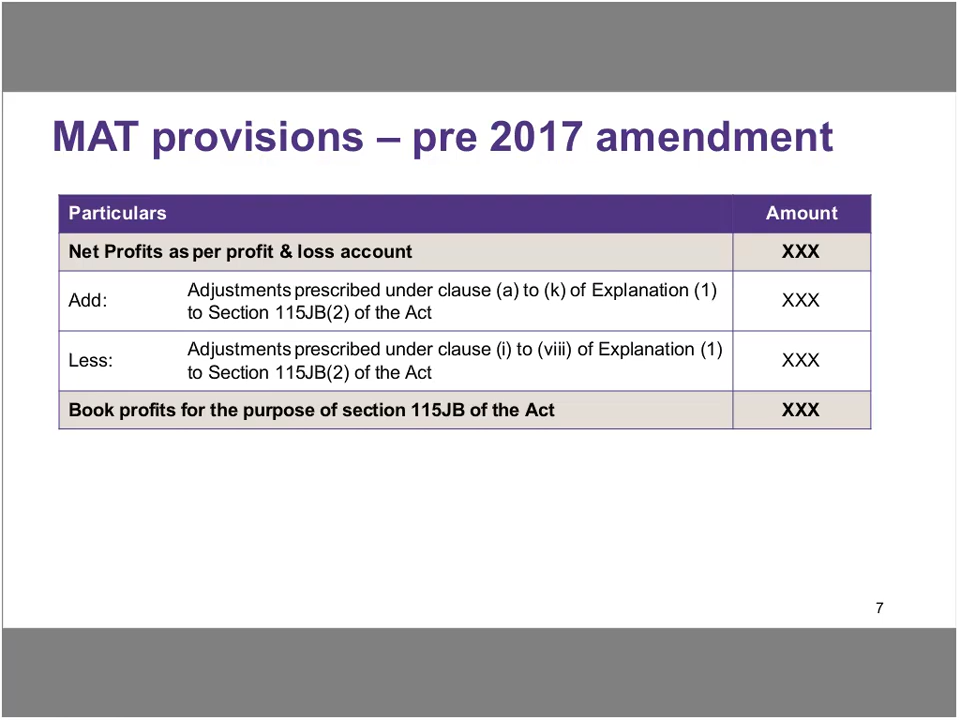 MAT provisions – pre 2017 amendment
Particulars Amount
Net Profits as per profit & loss account XXX
Add: Adjustments prescribed under clause (a) to (k) of Explanation (1)
to Section 115JB(2) of the Act XXX
Less: Adjustments prescribed under clause (i) to (viii) of Explanation (1)
to Section 115JB(2) of the Act XXX
Book profits for the purpose of section 115JB of the Act XXX
7